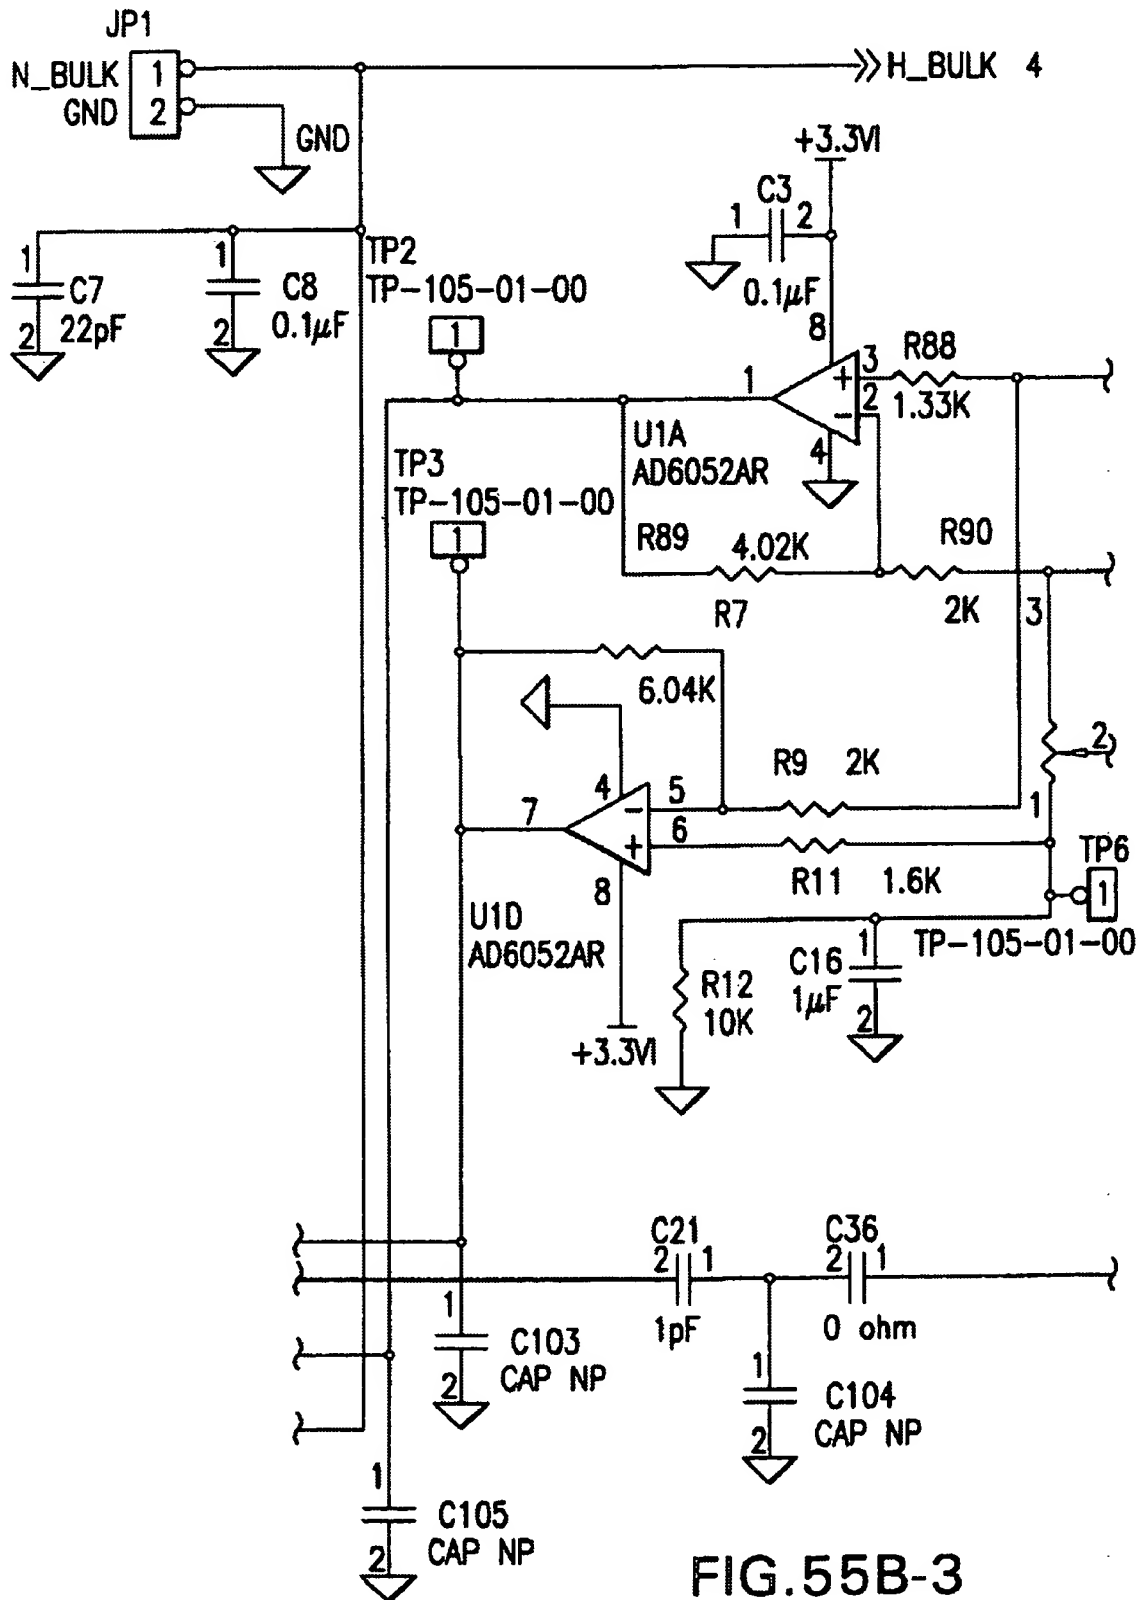 JP1
N_BULK 1
GND 2
GND
H_BULK 4
+3.3VI
C3
1 2
0.1µF
8
1
C7
22pF
2
1
C8
0.1µF
2
TP2
TP-105-01-00
1
1
3
2
R88
1.33K
U1A
AD6052AR
4
TP3
TP-105-01-00
1
R89
4.02K
R90
2K
3
R7
6.04K
2
R9 2K
4
5
7
6
1
8
R11 1.6K
TP6
1
TP-105-01-00
U1D
AD6052AR
R12
10K
1
C16
1µF
2
+3.3VI
C21
2 1
1pF
C36
2 1
0 ohm
1
C103
CAP NP
2
1
C104
CAP NP
2
1
C105
CAP NP
2
FIG.55B-3